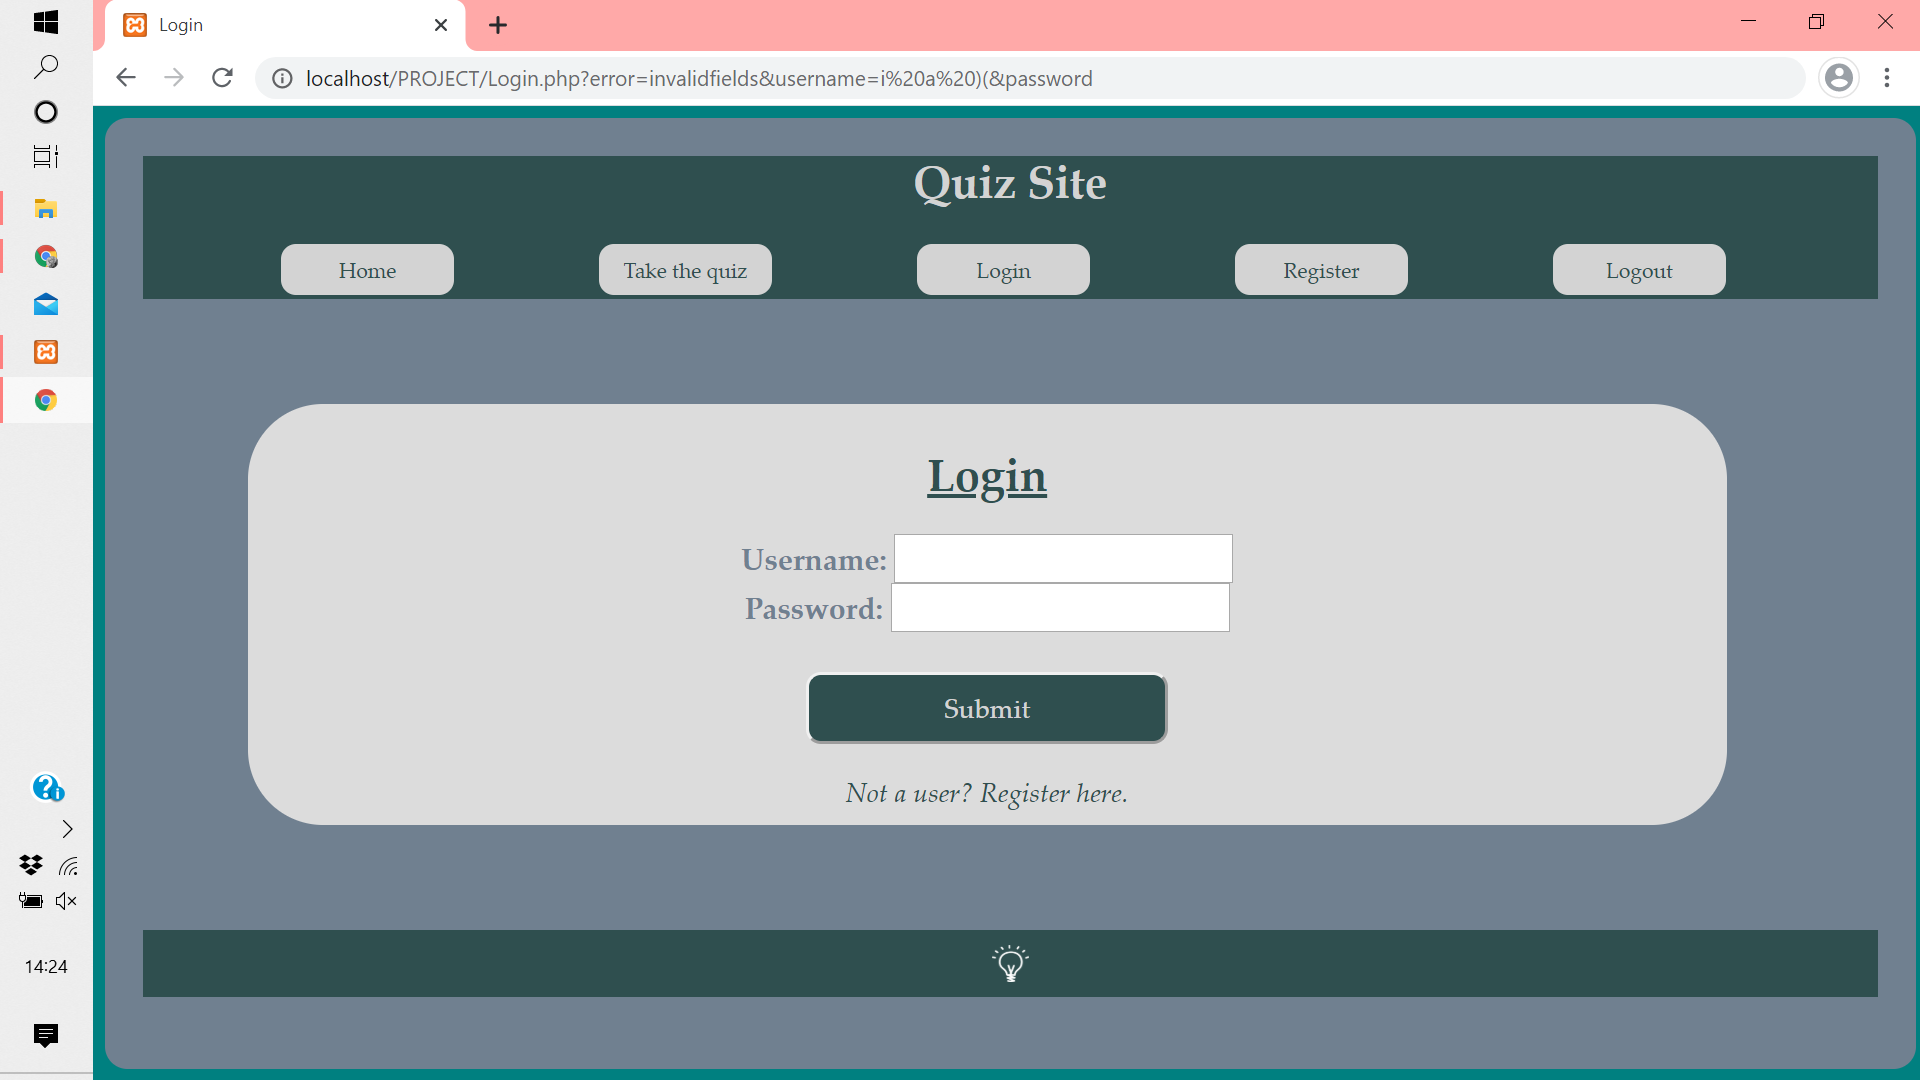 Login
localhost/PROJECT/Login.php?error=invalidfields&username=i%20a%20)(&password
Quiz Site
Home
Take the quiz
Login
Register
Logout
Login
Username:
Password:
Submit
Not a user? Register here.
14:24